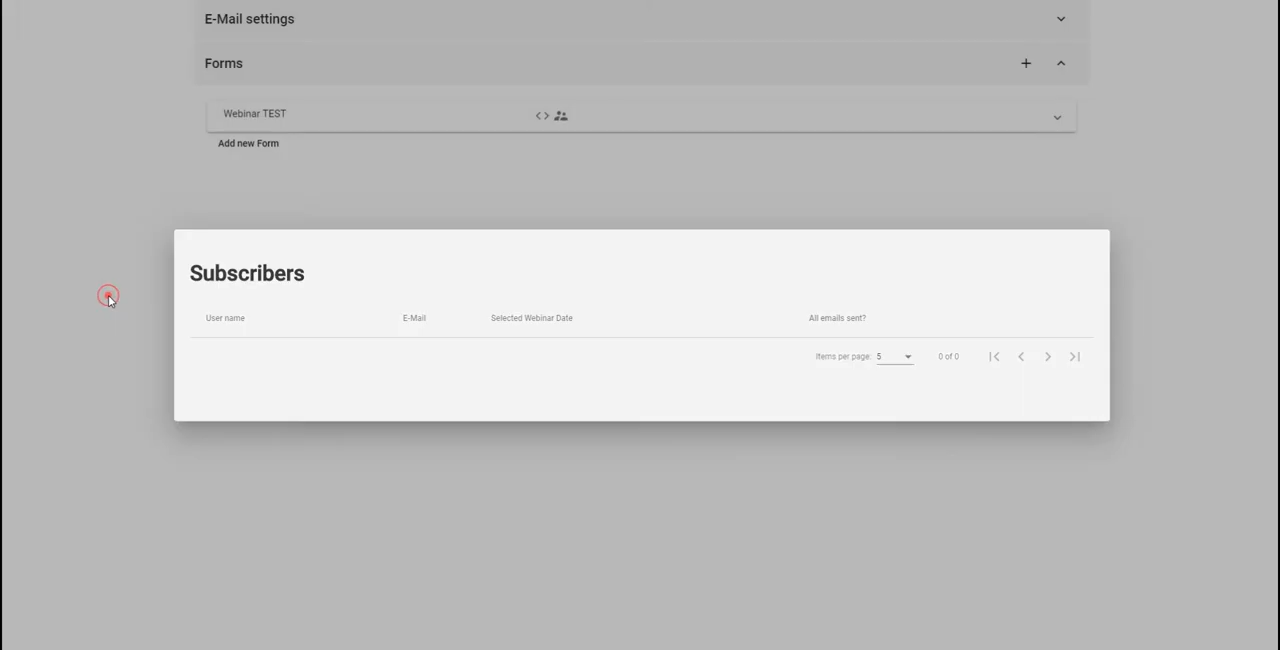 E-Mail settings
Forms
Webinar TEST
Add new Form
Subscribers
User name E-Mail Selected Webinar Date All emails sent?
Items per page: 5 0 of 0